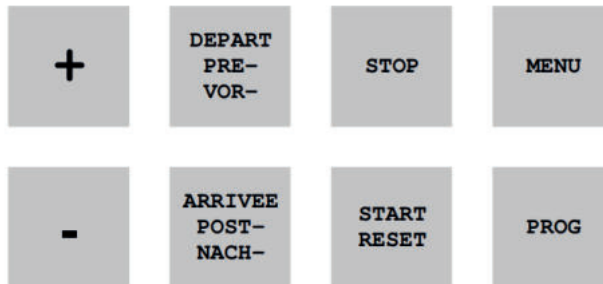 +
DEPART
PRE-
VOR-
STOP
MENU
-
ARRIVEE
POST-
NACH-
START
RESET
PROG